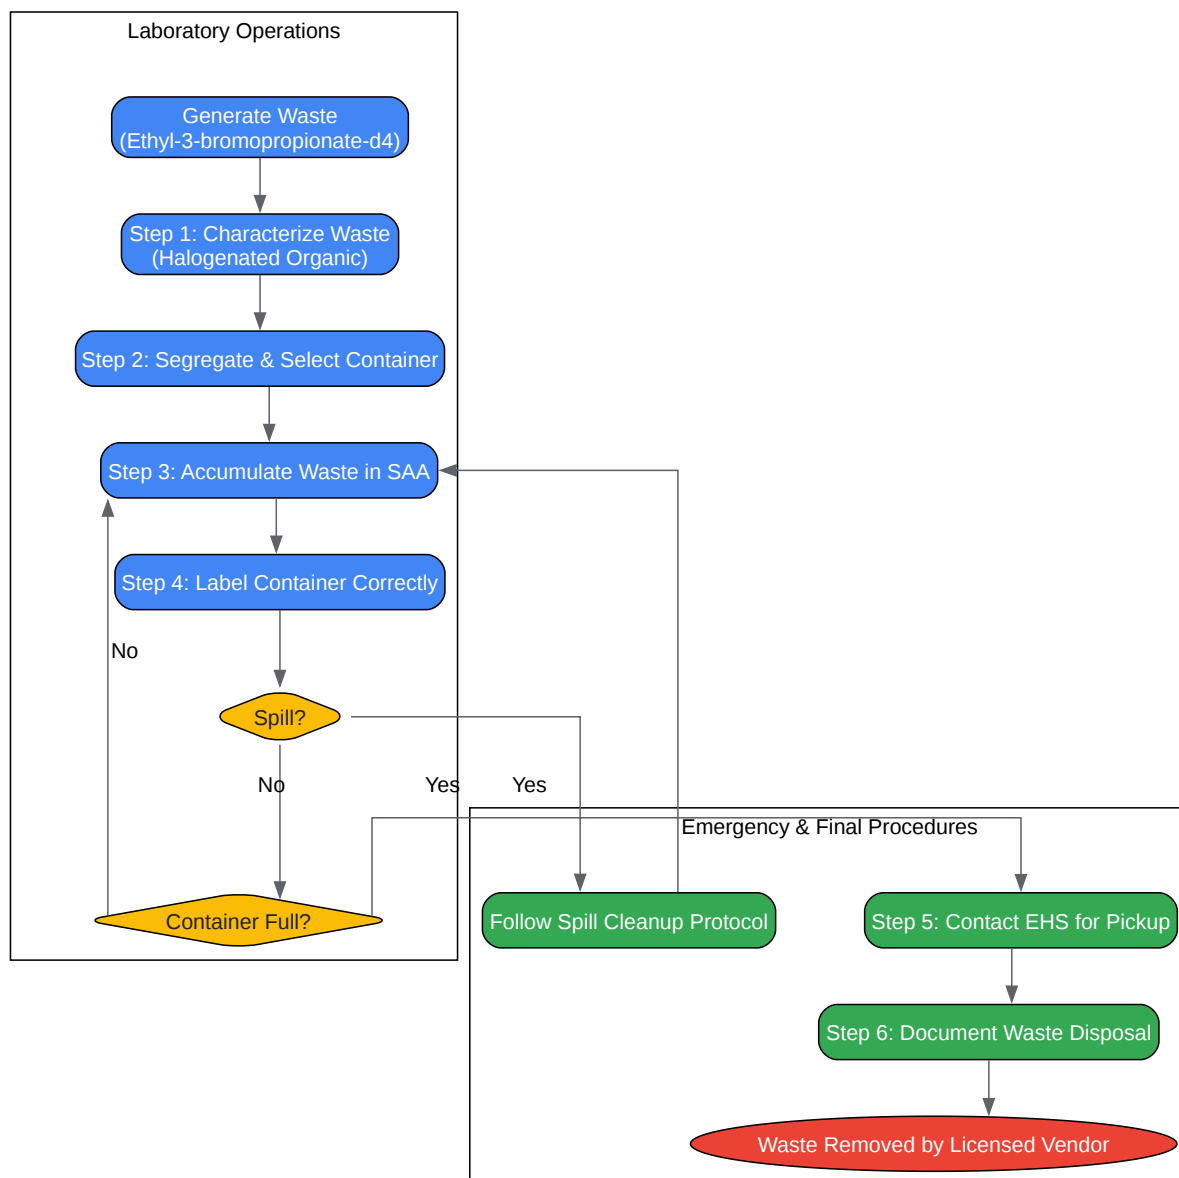 Laboratory Operations
Generate Waste
(Ethyl-3-bromopropionate-d4)
Step 1: Characterize Waste
(Halogenated Organic)
Step 2: Segregate & Select Container
Step 3: Accumulate Waste in SAA
Step 4: Label Container Correctly
No
Spill?
No
Yes
Yes
Container Full?
Emergency & Final Procedures
Follow Spill Cleanup Protocol
Step 5: Contact EHS for Pickup
Step 6: Document Waste Disposal
Waste Removed by Licensed Vendor